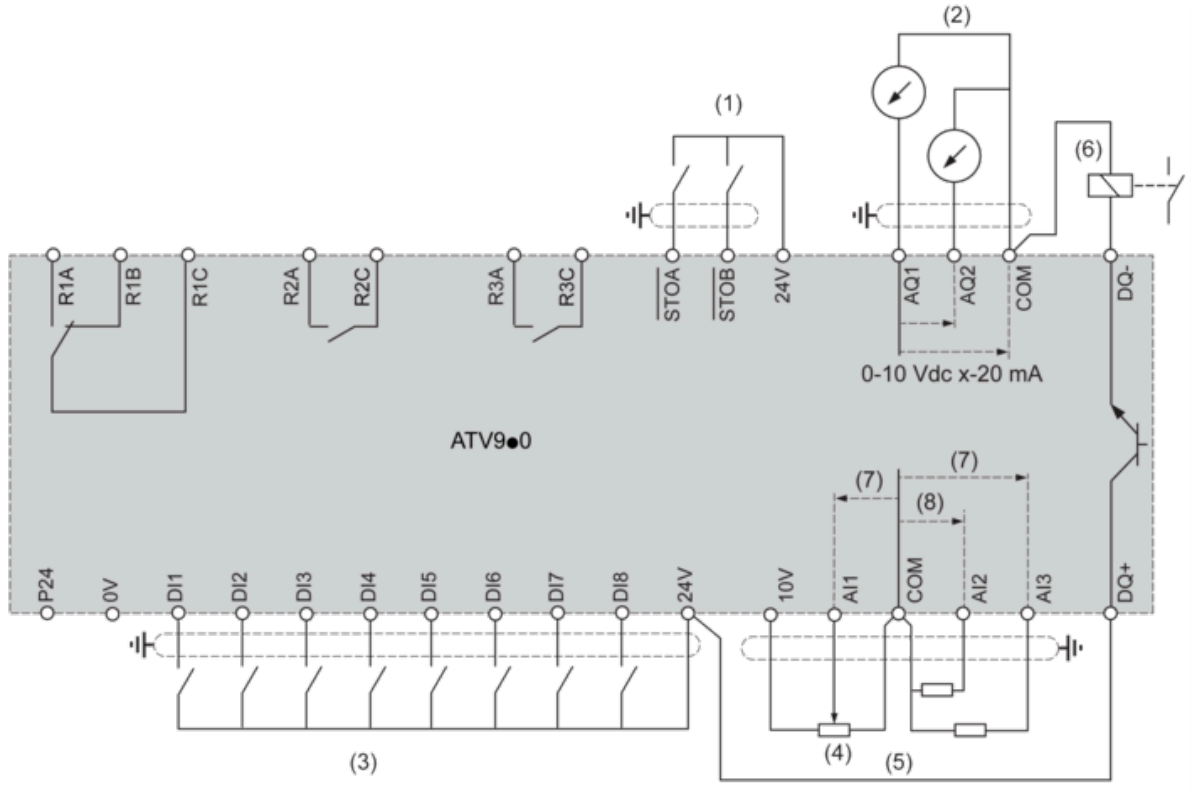 (2)
(1)
(6)
R1A
R1B
R1C
R2A
R2C
R3A
R3C
STOA
STOB
24V
AQ1
AQ2
COM
DQ-
0-10 Vdc x-20 mA
ATV9●0
(7)
(7)
(8)
P24
0V
DI1
DI2
DI3
DI4
DI5
DI6
DI7
DI8
24V
10V
AI1
COM
AI2
AI3
DQ+
(3)
(4)
(5)